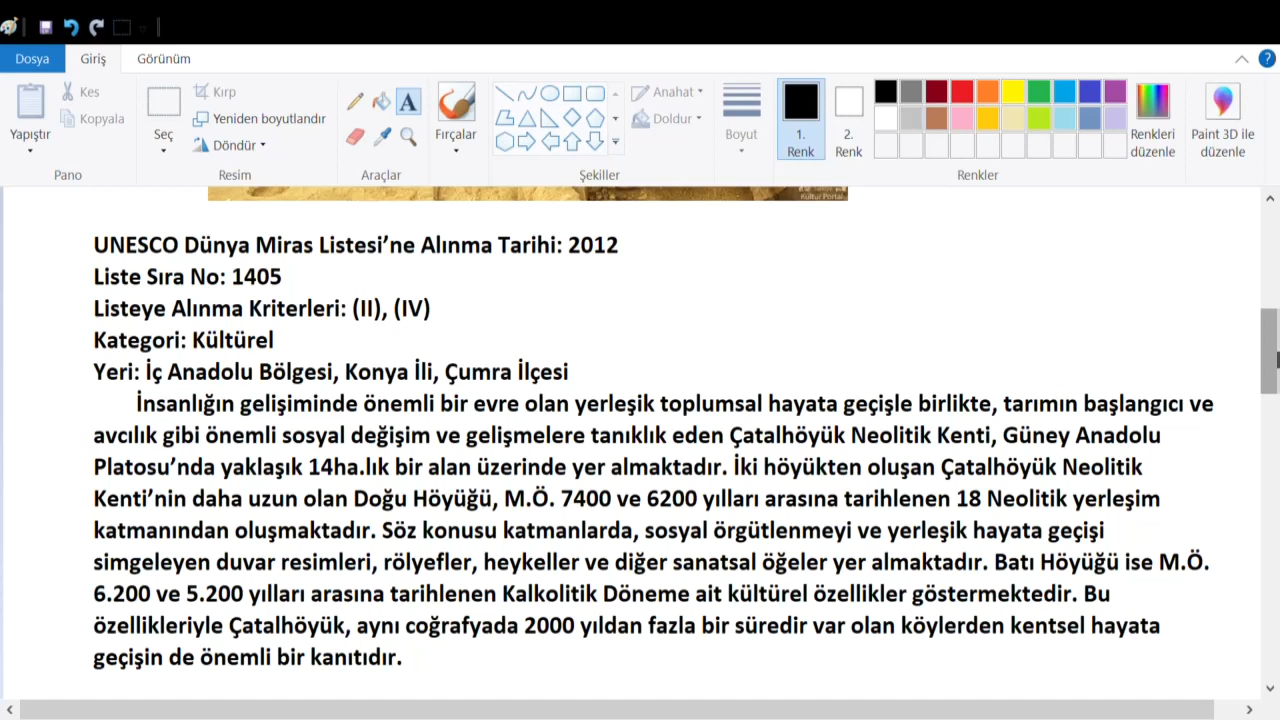 Dosya Giriş Görünüm
Yapıştır
Kes
Kopyala
Pano
Seç
Kırp
Yeniden boyutlandır
Döndür
Resim
A
Araçlar
Fırçalar
Şekiller
Anahat
Doldur
Boyut
1. Renk
2. Renk
Renkler
Renkleri düzenle
Paint 3D ile düzenle
?
Kültür Portalı
UNESCO Dünya Miras Listesi’ne Alınma Tarihi: 2012
Liste Sıra No: 1405
Listeye Alınma Kriterleri: (II), (IV)
Kategori: Kültürel
Yeri: İç Anadolu Bölgesi, Konya İli, Çumra İlçesi
İnsanlığın gelişiminde önemli bir evre olan yerleşik toplumsal hayata geçişle birlikte, tarımın başlangıcı ve
avcılık gibi önemli sosyal değişim ve gelişmelere tanıklık eden Çatalhöyük Neolitik Kenti, Güney Anadolu
Platosu’nda yaklaşık 14ha.lık bir alan üzerinde yer almaktadır. İki höyükten oluşan Çatalhöyük Neolitik
Kenti’nin daha uzun olan Doğu Höyüğü, M.Ö. 7400 ve 6200 yılları arasına tarihlenen 18 Neolitik yerleşim
katmanından oluşmaktadır. Söz konusu katmanlarda, sosyal örgütlenmeyi ve yerleşik hayata geçişi
simgeleyen duvar resimleri, rölyefler, heykeller ve diğer sanatsal öğeler yer almaktadır. Batı Höyüğü ise M.Ö.
6.200 ve 5.200 yılları arasına tarihlenen Kalkolitik Döneme ait kültürel özellikler göstermektedir. Bu
özellikleriyle Çatalhöyük, aynı coğrafyada 2000 yıldan fazla bir süredir var olan köylerden kentsel hayata
geçişin de önemli bir kanıtıdır.